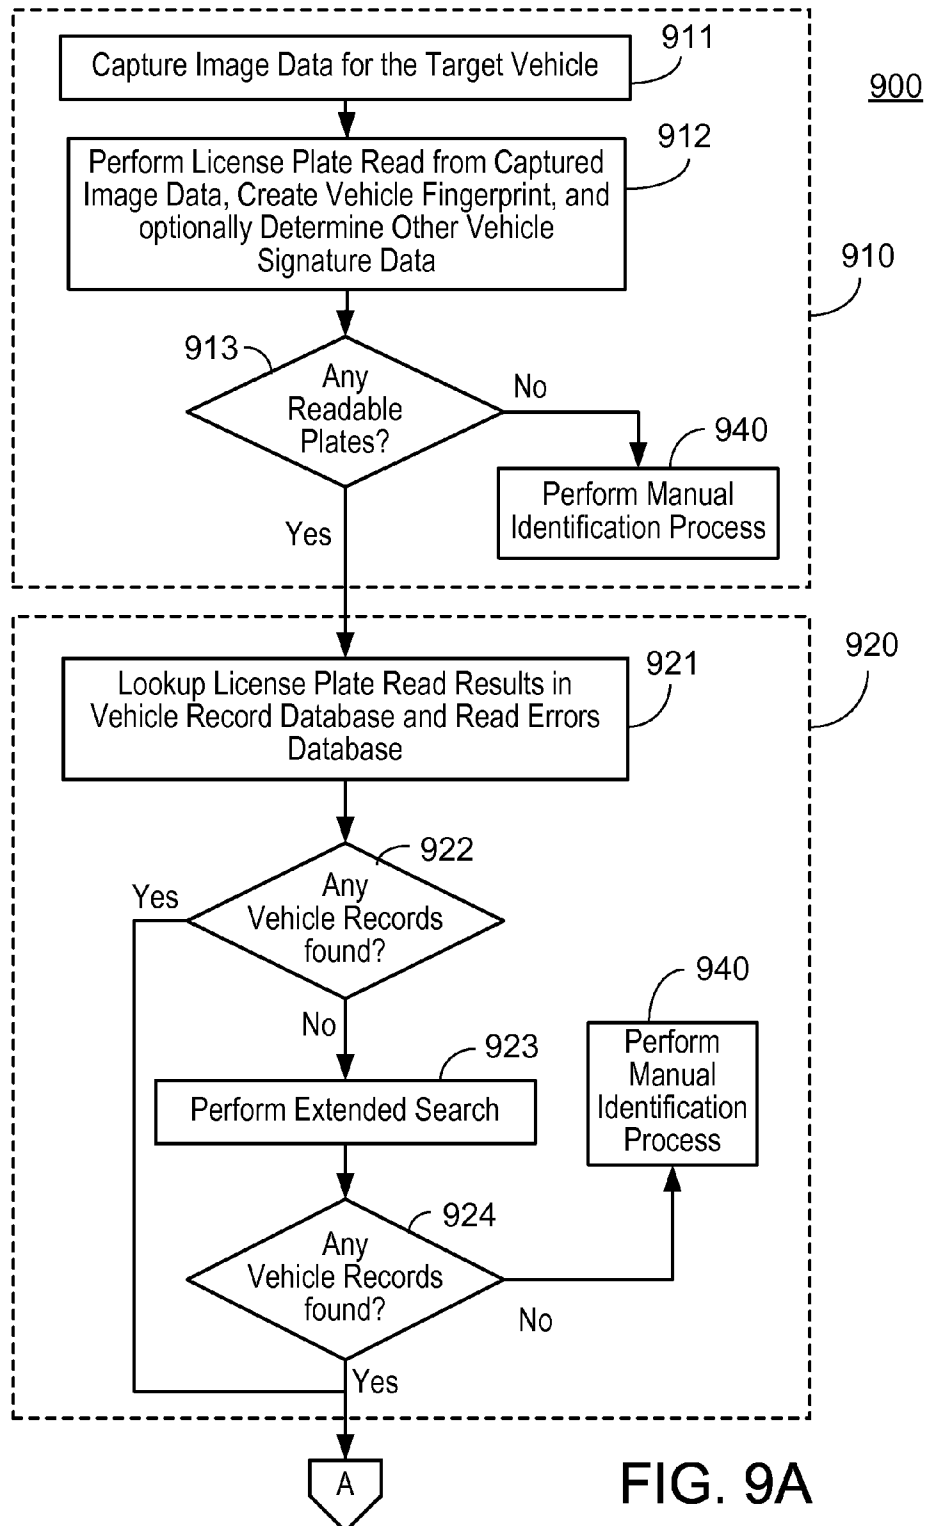 911
Capture Image Data for the Target Vehicle
900
912
Perform License Plate Read from Captured
Image Data, Create Vehicle Fingerprint, and
optionally Determine Other Vehicle
Signature Data
910
913
Any
Readable
Plates?
No
940
Perform Manual
Identification Process
Yes
920
921
Lookup License Plate Read Results in
Vehicle Record Database and Read Errors
Database
922
Yes
Any
Vehicle Records
found?
No
923
Perform Extended Search
940
Perform
Manual
Identification
Process
924
Any
Vehicle Records
found?
No
Yes
A
FIG. 9A